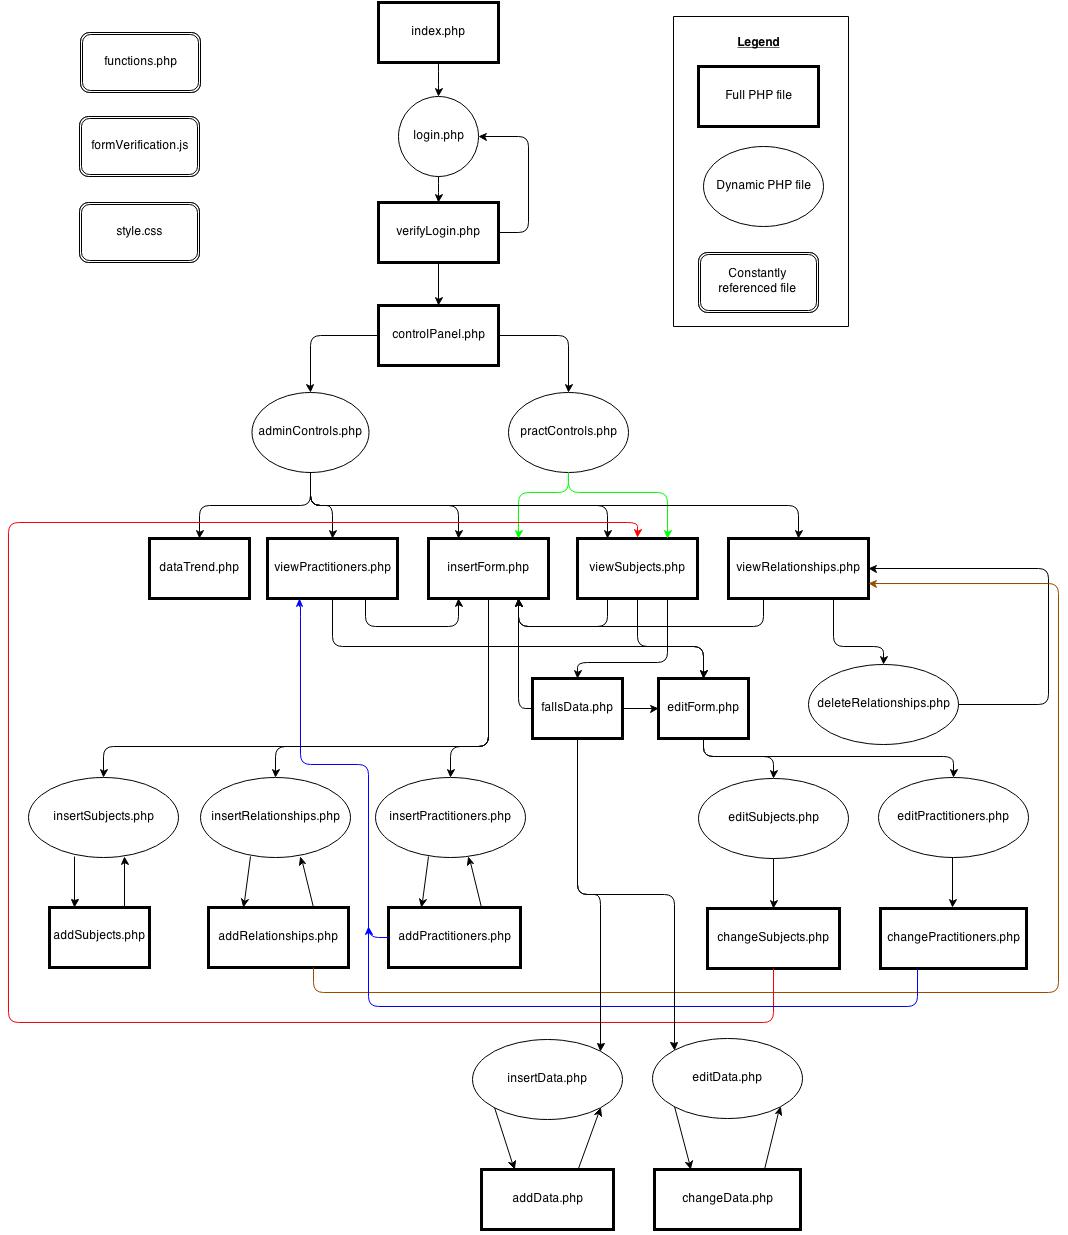 index.php
functions.php
Legend
Full PHP file
login.php
formVerification.js
Dynamic PHP file
style.css
verifyLogin.php
Constantly
referenced file
controlPanel.php
adminControls.php
practControls.php
dataTrend.php
viewPractitioners.php
insertForm.php
viewSubjects.php
viewRelationships.php
fallsData.php
editForm.php
deleteRelationships.php
insertSubjects.php
insertRelationships.php
insertPractitioners.php
editSubjects.php
editPractitioners.php
addSubjects.php
addRelationships.php
addPractitioners.php
changeSubjects.php
changePractitioners.php
insertData.php
editData.php
addData.php
changeData.php